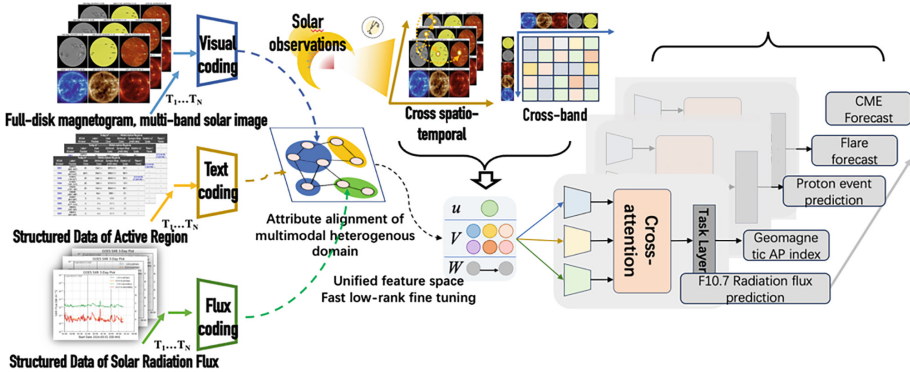 Visual
coding
T₁...Tₙ
Full-disk magnetogram, multi-band solar image
Text
coding
T₁...Tₙ
Structured Data of Active Region
Flux
coding
T₁...Tₙ
Structured Data of Solar Radiation Flux
Solar
observations
Cross spatio-
temporal
Cross-band
Attribute alignment of
multimodal heterogenous
domain
Unified feature space
Fast low-rank fine tuning
u
V
W
Cross-
attention
Task Layer
CME
Forecast
Flare
forecast
Proton event
prediction
Geomagne
tic AP index
F10.7 Radiation flux
prediction